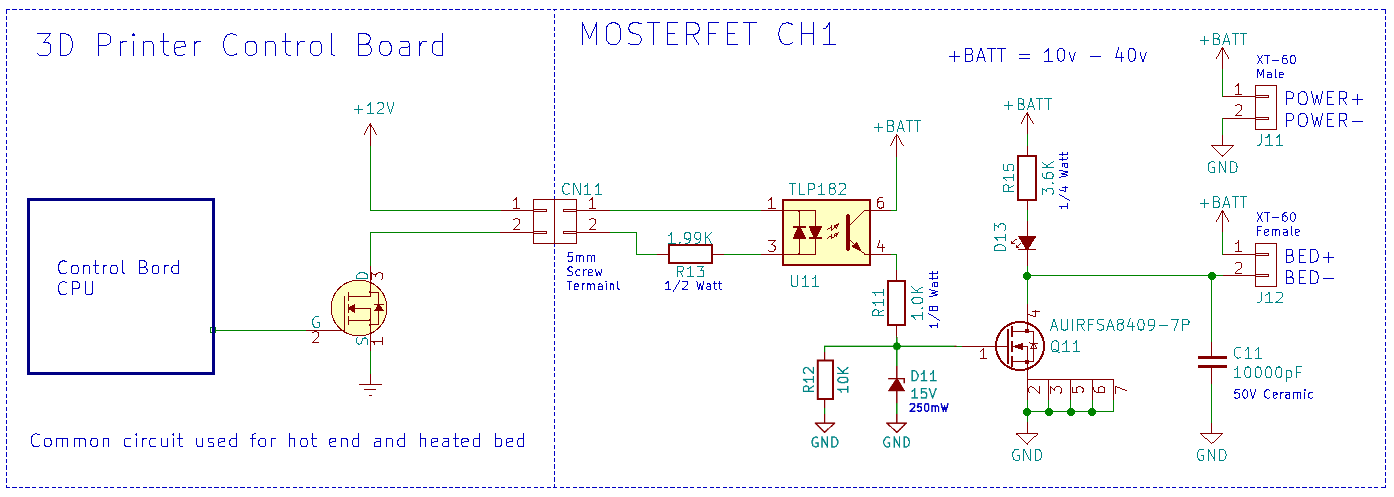 3D Printer Control Board
MOSTERFET CH1
+BATT = 10v - 40v
+12V
Control Bord
CPU
G
2
D
3
S
1
Common circuit used for hot end and heated bed
CN11
1
2
1
2
5mm
Screw
Termainl
1.99K
R13
1/2 Watt
TLP182
1
3
6
4
U11
+BATT
R11
1.0K
1/8 Watt
R12
10K
GND
D11
15V
250mW
GND
+BATT
R15
3.6K
1/4 Watt
D13
4
1
AUIRFSA8409-7P
Q11
2
3
5
6
7
GND
+BATT
XT-60
Male
1
2
POWER+
POWER-
J11
GND
+BATT
XT-60
Female
1
2
BED+
BED-
J12
C11
10000pF
50V Ceramic
GND